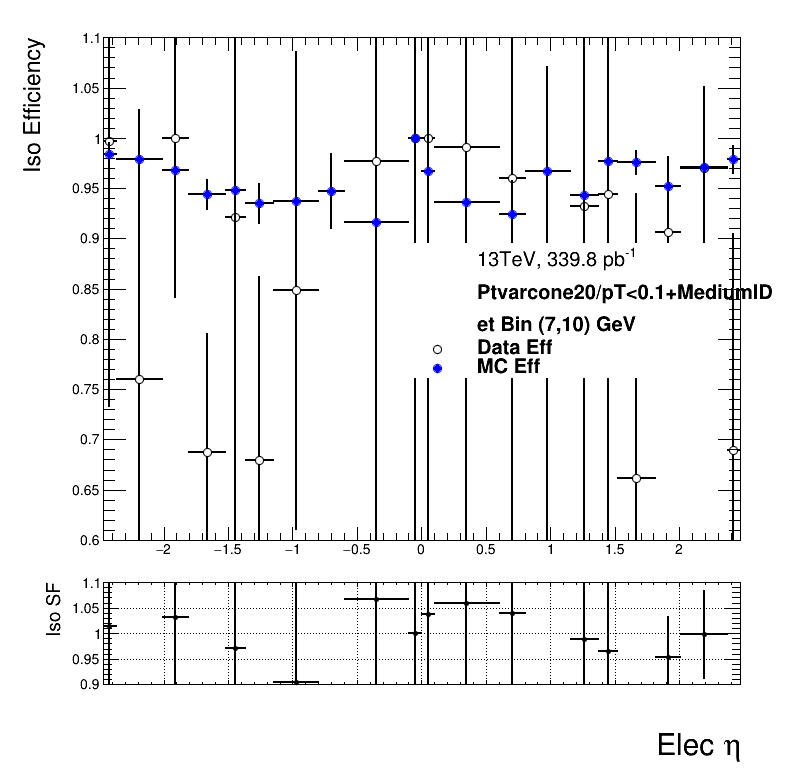 Iso Efficiency
1.1
1.05
1
0.95
0.9
0.85
0.8
0.75
0.7
0.65
0.6
13TeV, 339.8 pb-1
Ptvarcone20/pT<0.1+MediumID
et Bin (7,10) GeV
Data Eff
MC Eff
−2 −1.5 −1 −0.5 0 0.5 1 1.5 2
Iso SF
1.1
1.05
1
0.95
0.9
Elec η